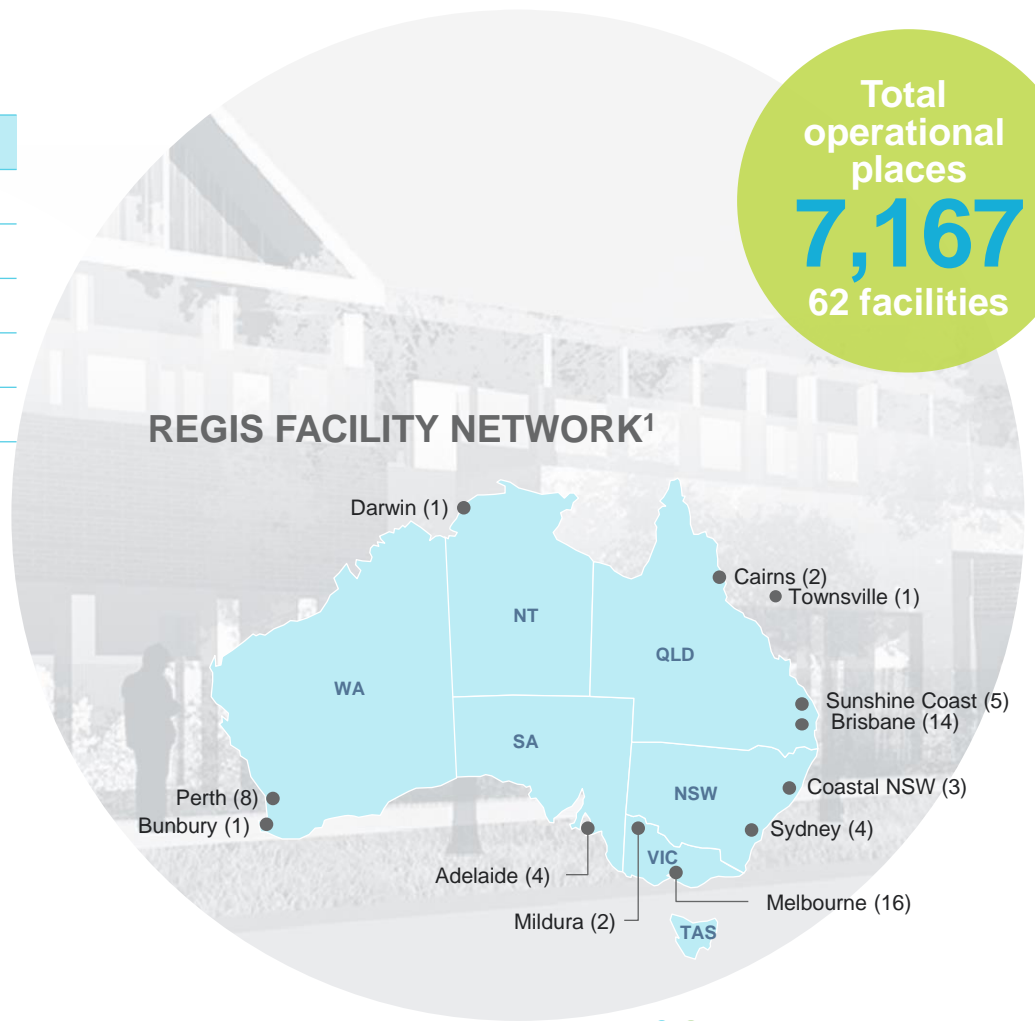 Total
operational
places
7,167
62 facilities
REGIS FACILITY NETWORK¹
Darwin (1)
Cairns (2)
Townsville (1)
NT
QLD
WA
Sunshine Coast (5)
Brisbane (14)
SA
Coastal NSW (3)
NSW
Perth (8)
Bunbury (1)
Sydney (4)
VIC
Adelaide (4)
Melbourne (16)
Mildura (2)
TAS